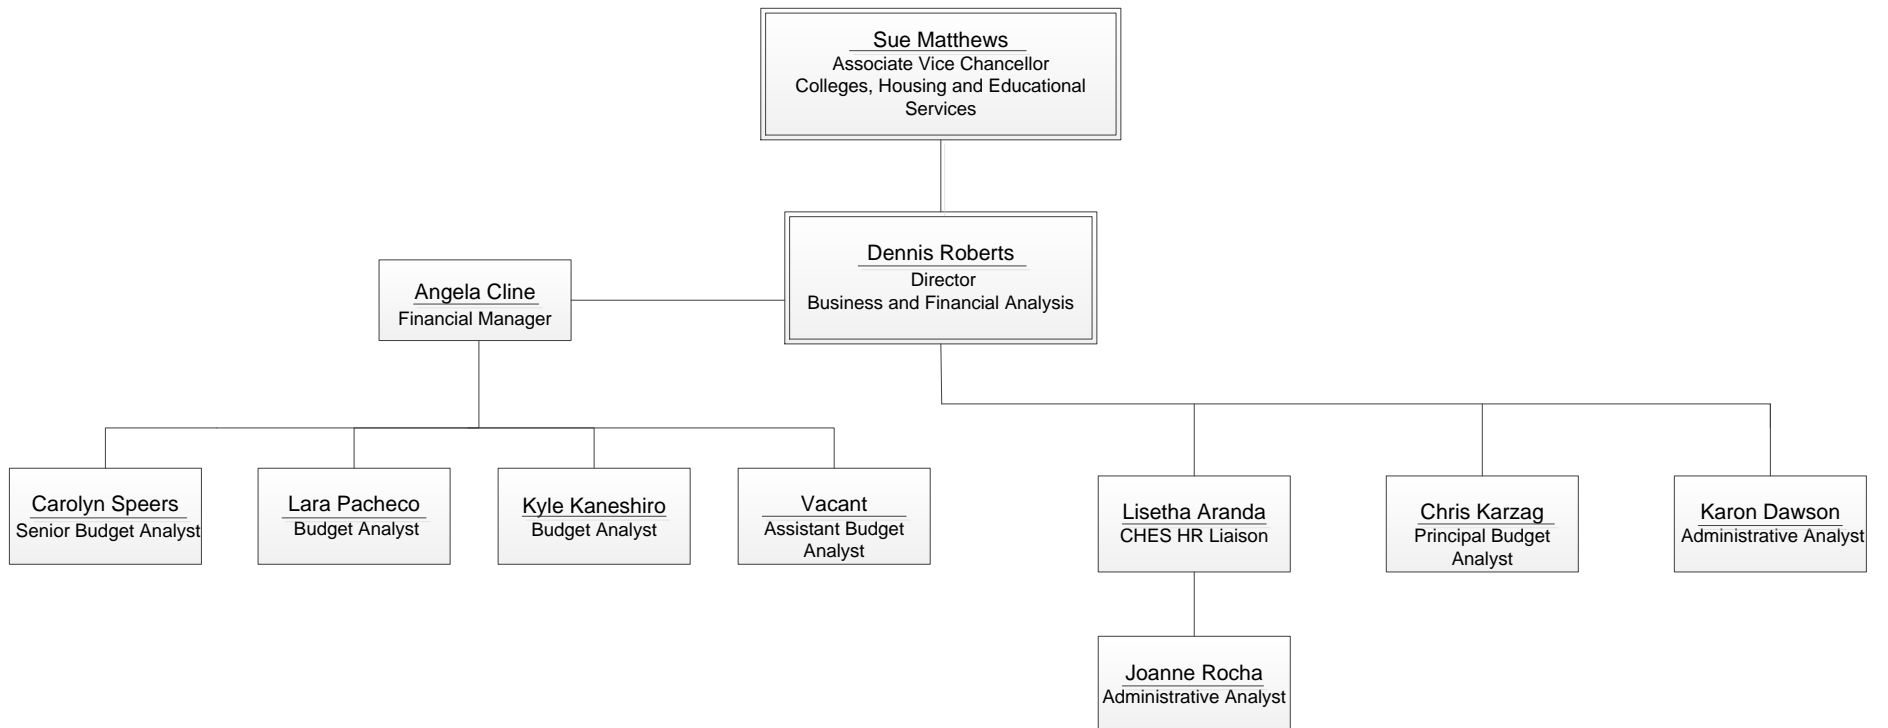 Sue Matthews
Associate Vice Chancellor
Colleges, Housing and Educational
Services
Dennis Roberts
Director
Business and Financial Analysis
Angela Cline
Financial Manager
Carolyn Speers
Senior Budget Analyst
Lara Pacheco
Budget Analyst
Kyle Kaneshiro
Budget Analyst
Vacant
Assistant Budget
Analyst
Lisetha Aranda
CHES HR Liaison
Chris Karzag
Principal Budget
Analyst
Karon Dawson
Administrative Analyst
Joanne Rocha
Administrative Analyst